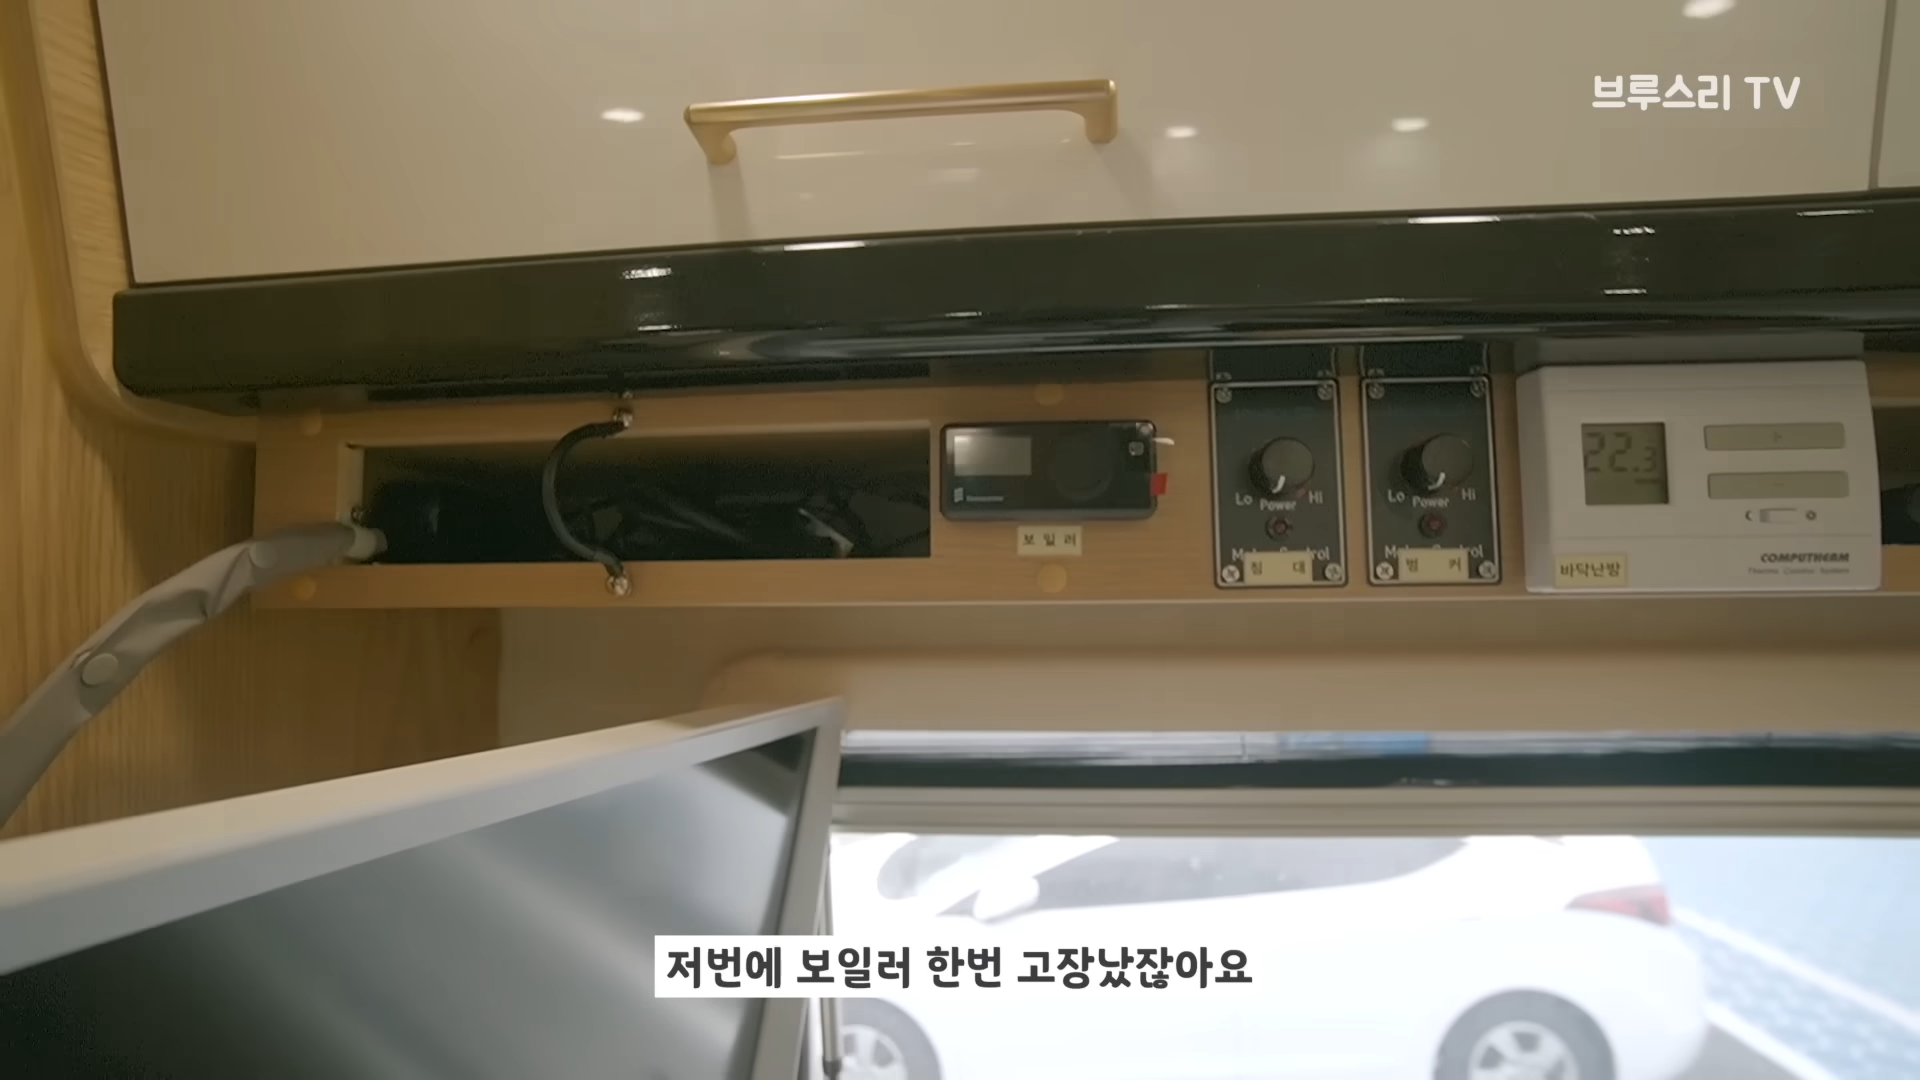 브루스리 TV
22.3
Lo Hi
Power
Lo Hi
Power
보일러
침대
벙커
COMPUTHERM
바닥난방
저번에 보일러 한번 고장났잖아요